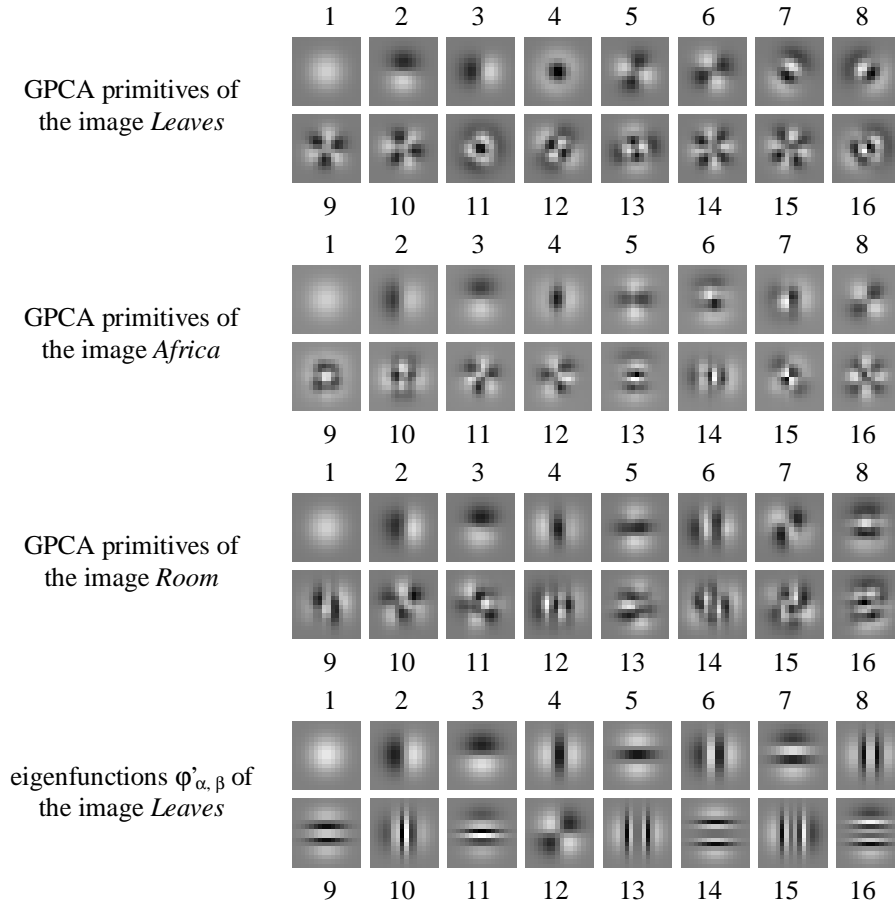 1 2 3 4 5 6 7 8
GPCA primitives of
the image Leaves
9 10 11 12 13 14 15 16
1 2 3 4 5 6 7 8
GPCA primitives of
the image Africa
9 10 11 12 13 14 15 16
1 2 3 4 5 6 7 8
GPCA primitives of
the image Room
9 10 11 12 13 14 15 16
1 2 3 4 5 6 7 8
eigenfunctions φ’α, β of
the image Leaves
9 10 11 12 13 14 15 16